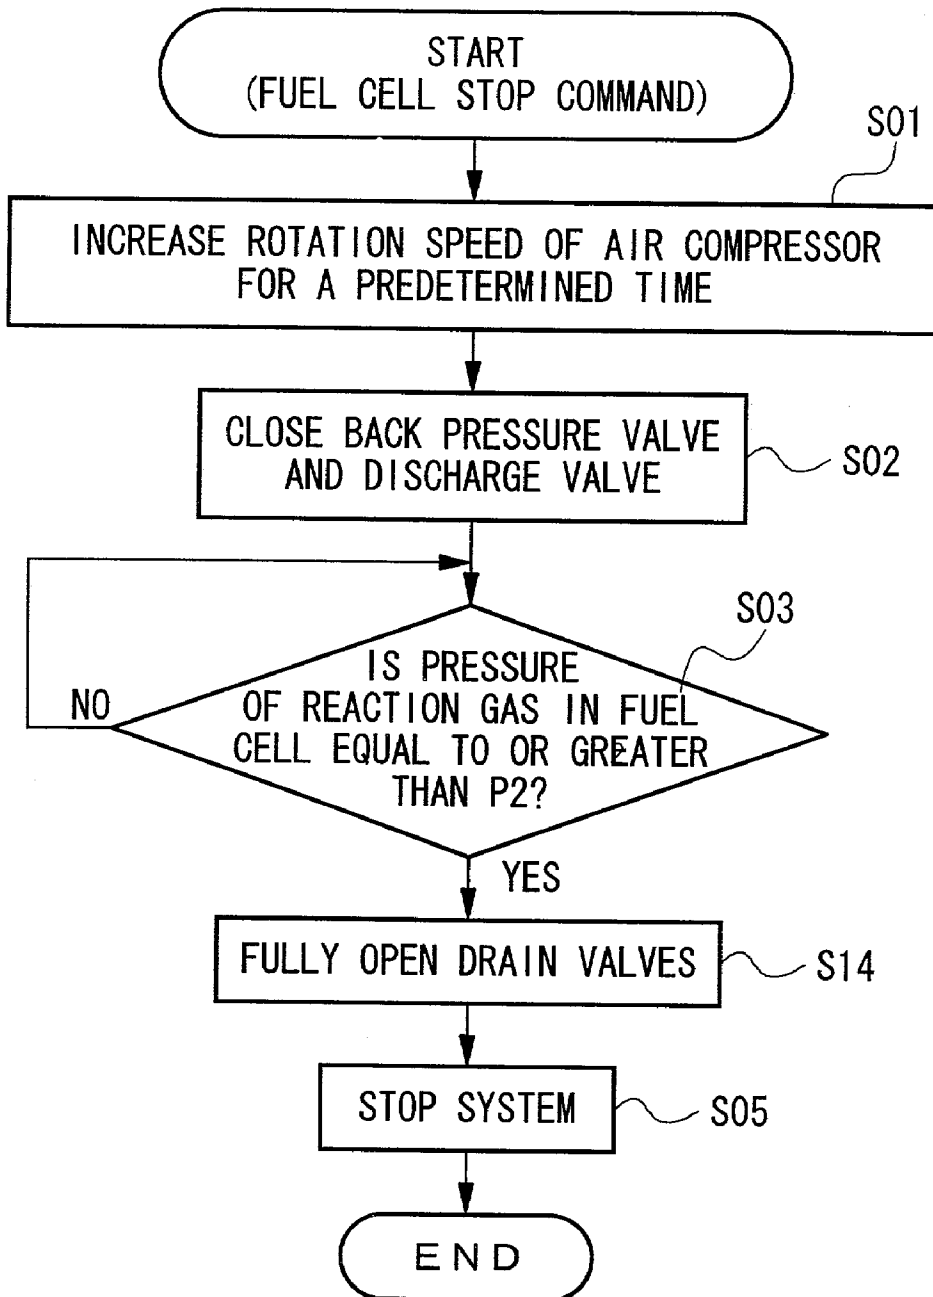 START
(FUEL CELL STOP COMMAND)
S01
INCREASE ROTATION SPEED OF AIR COMPRESSOR
FOR A PREDETERMINED TIME
CLOSE BACK PRESSURE VALVE
AND DISCHARGE VALVE
S02
S03
IS PRESSURE
OF REACTION GAS IN FUEL
CELL EQUAL TO OR GREATER
THAN P2?
NO
YES
FULLY OPEN DRAIN VALVES
S14
STOP SYSTEM
S05
END